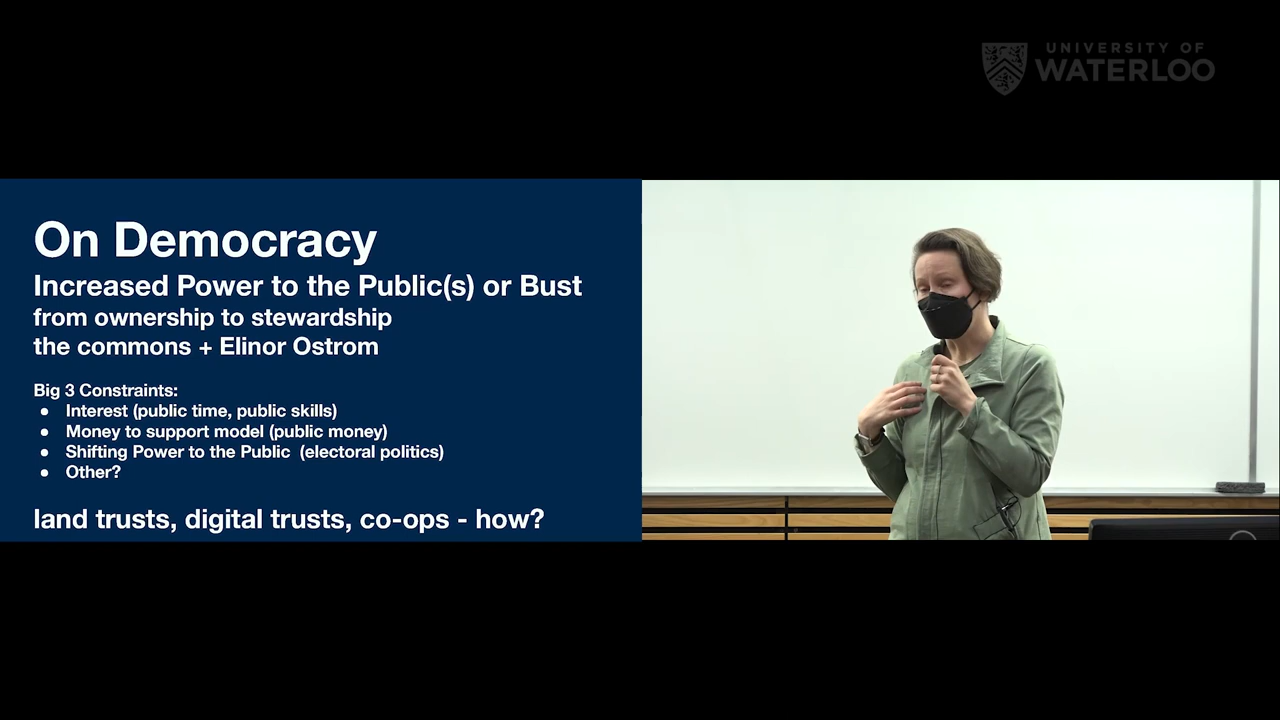 UNIVERSITY OF
WATERLOO
On Democracy
Increased Power to the Public(s) or Bust
from ownership to stewardship
the commons + Elinor Ostrom
Big 3 Constraints:
● Interest (public time, public skills)
● Money to support model (public money)
● Shifting Power to the Public (electoral politics)
● Other?
land trusts, digital trusts, co-ops - how?